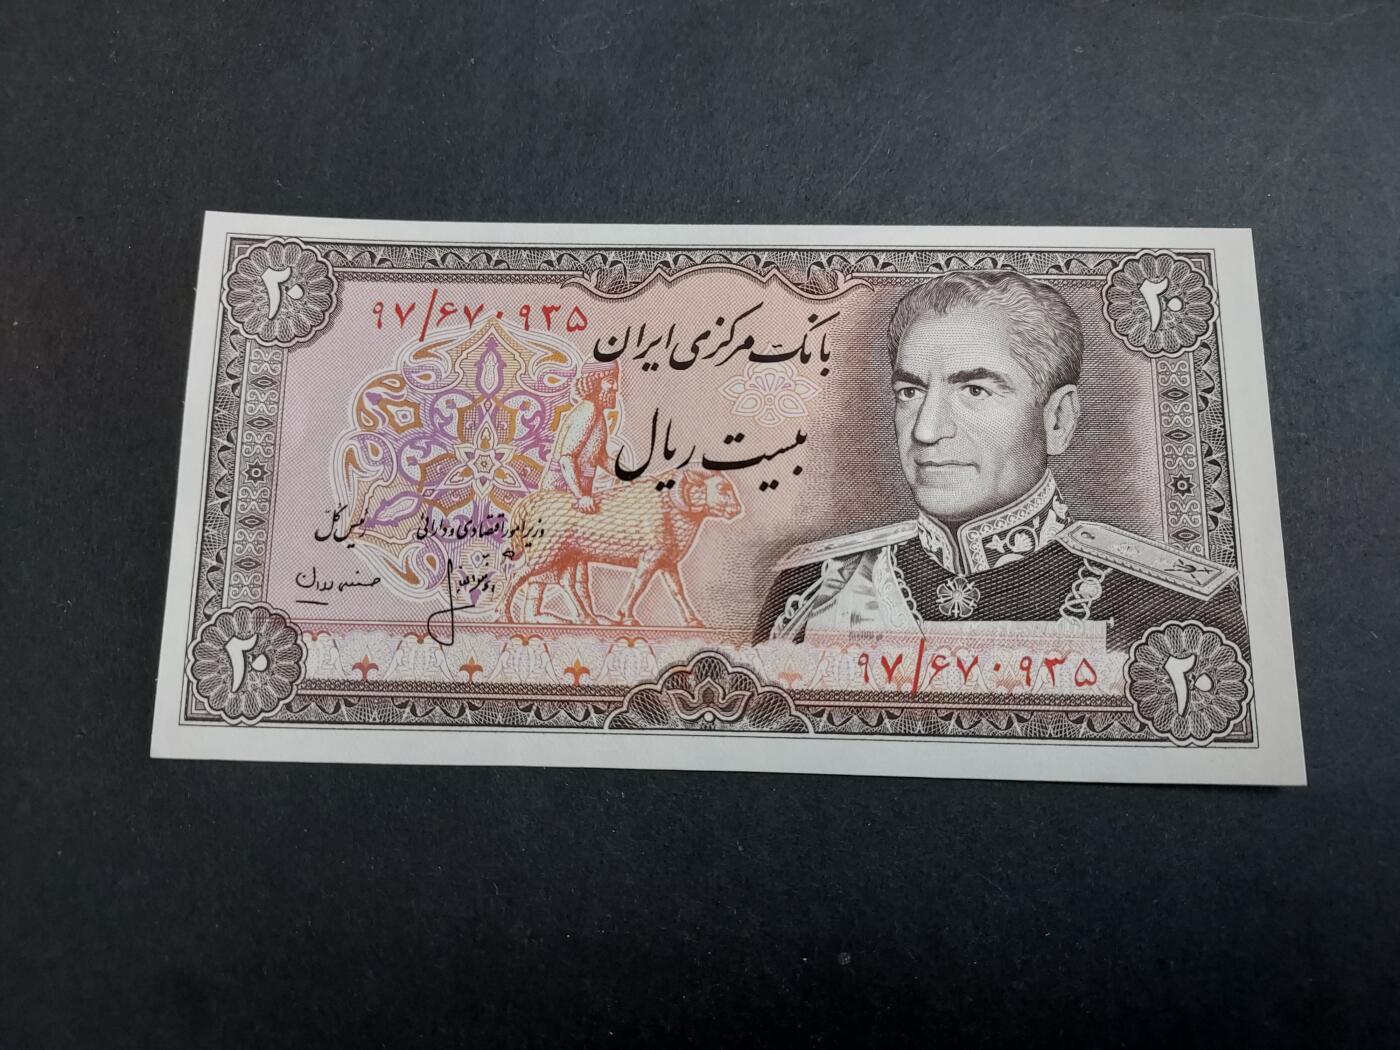 ۲۰
۲۰
۹۷/۶۷۰۹۳۵
بانک مرکزی ایران
بیست ریال
وزیر امور اقتصادی و دارائی
رئیس کل
۹۷/۶۷۰۹۳۵
۲۰
۲۰